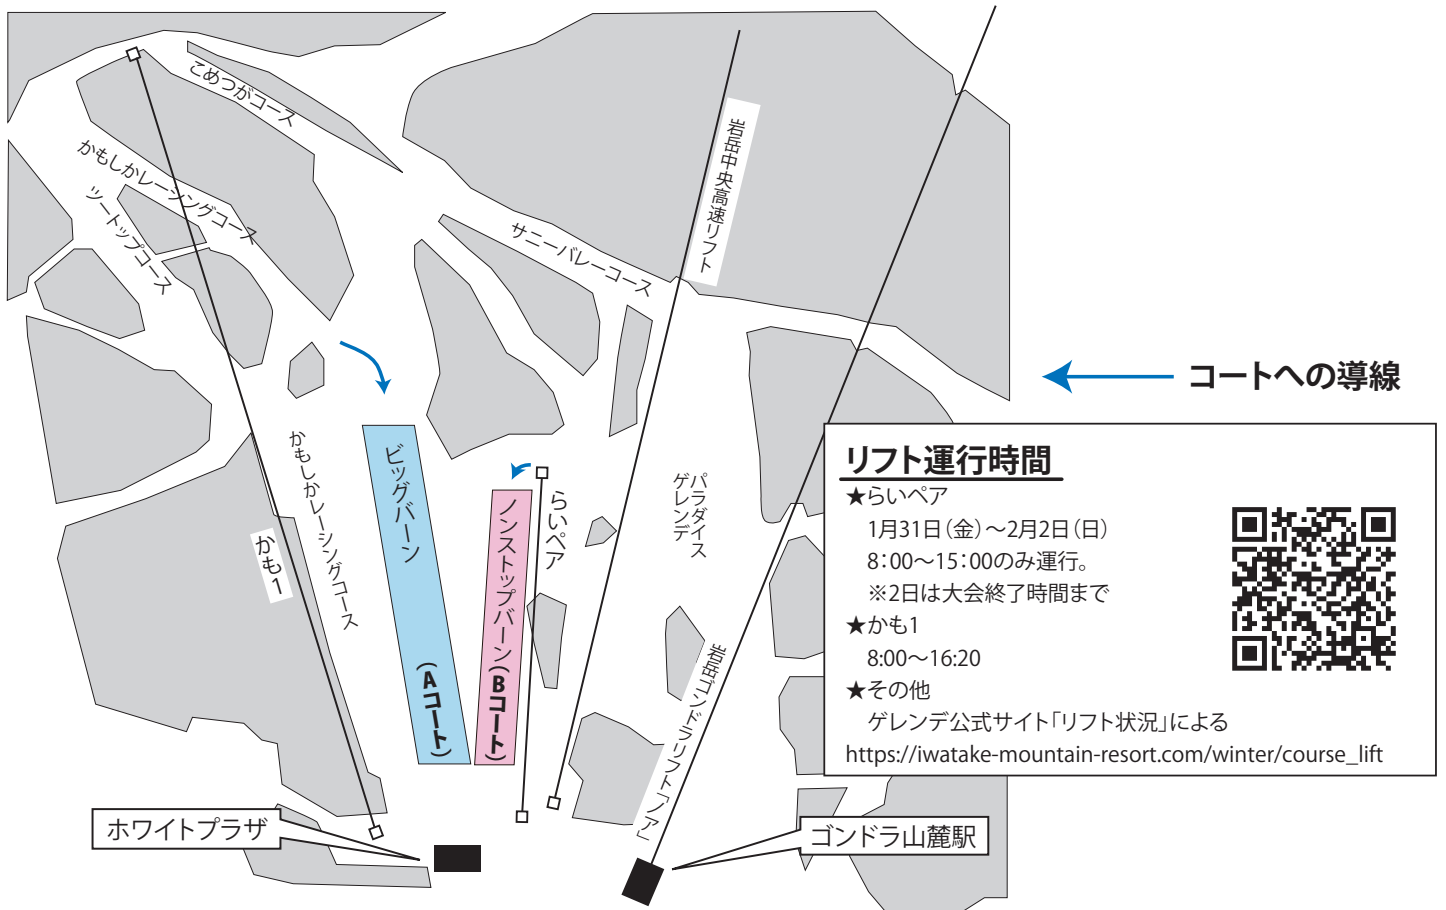 こめつがコース
かもしかレーシングコース
ツートップコース
サニーバレーコース
岩岳中央高速リフト
コートへの導線
かもしかレーシングコース
かも1
ビッグバーン
(Aコート)
ノンストップバーン(Bコート)
らいペア
パラダイス
ゲレンデ
岩岳ゴンドラリフト「ノア」
リフト運行時間
★らいペア
1月31日(金)～2月2日(日)
8:00～15:00のみ運行。
※2日は大会終了時間まで
★かも1
8:00～16:20
★その他
ゲレンデ公式サイト「リフト状況」による
https://iwatake-mountain-resort.com/winter/course_lift
ホワイトプラザ
ゴンドラ山麓駅